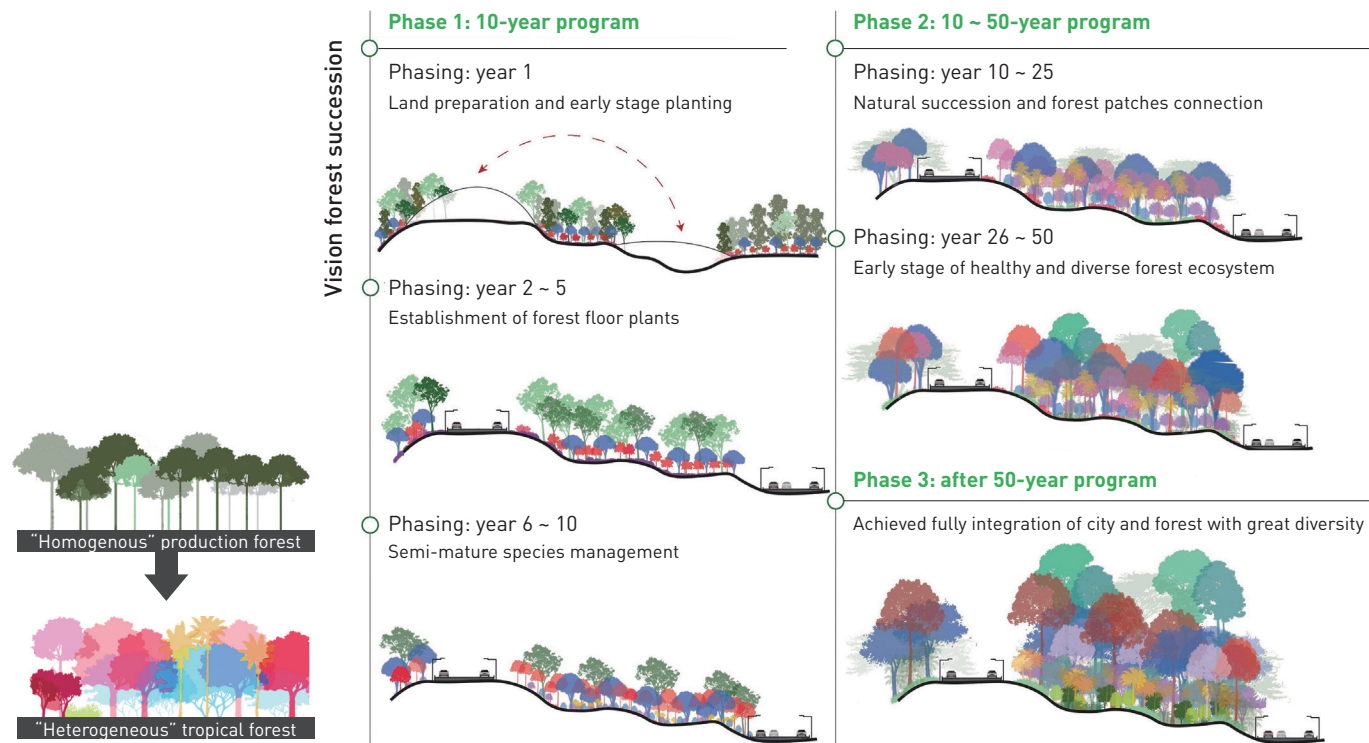 Vision forest succession
Phase 1: 10-year program
Phasing: year 1
Land preparation and early stage planting
Phasing: year 2 ~ 5
Establishment of forest floor plants
Phasing: year 6 ~ 10
Semi-mature species management
Phase 2: 10 ~ 50-year program
Phasing: year 10 ~ 25
Natural succession and forest patches connection
Phasing: year 26 ~ 50
Early stage of healthy and diverse forest ecosystem
Phase 3: after 50-year program
Achieved fully integration of city and forest with great diversity
“Homogenous” production forest
“Heterogeneous” tropical forest